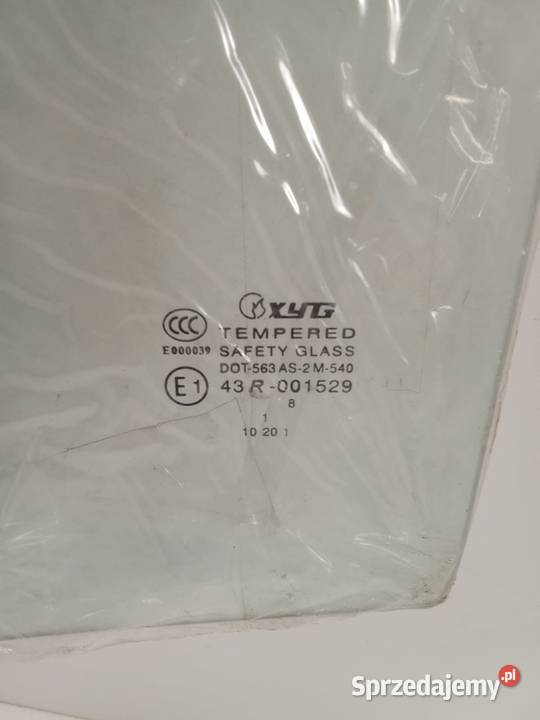 XYG
CCC TEMPERED
E000039 SAFETY GLASS
DOT-563 AS-2 M-540
E1 43R-001529
8
1
10 20 1
Sprzedajemy.pl